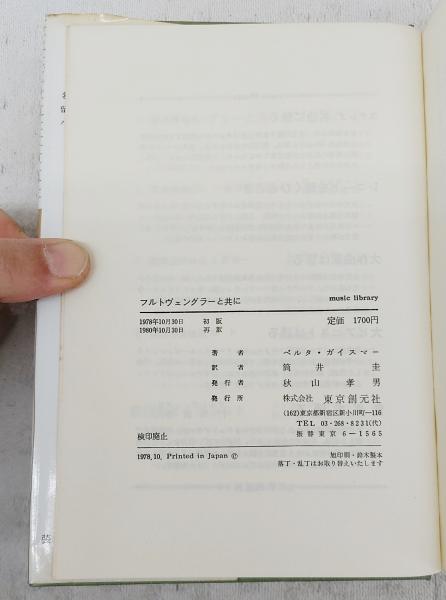 フルトヴェングラーと共に
music library
1978年10月30日 初版
1980年10月30日 再版
定価 1700円
著者 ベルタ・ガイスマー
訳者 筒井圭
発行者 秋山孝男
発行所 株式会社 東京創元社
(162)東京都新宿区新小川町一一16
TEL 03・268・8231(代)
振替東京 6―1565
検印廃止
1978,10, Printed in Japan ©
旭印刷・鈴木製本
落丁・乱丁はお取り替えいたします